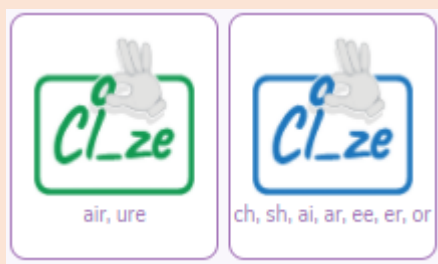 Cl_ze
o
air, ure
Cl_ze
o
ch, sh, ai, ar, ee, er, or